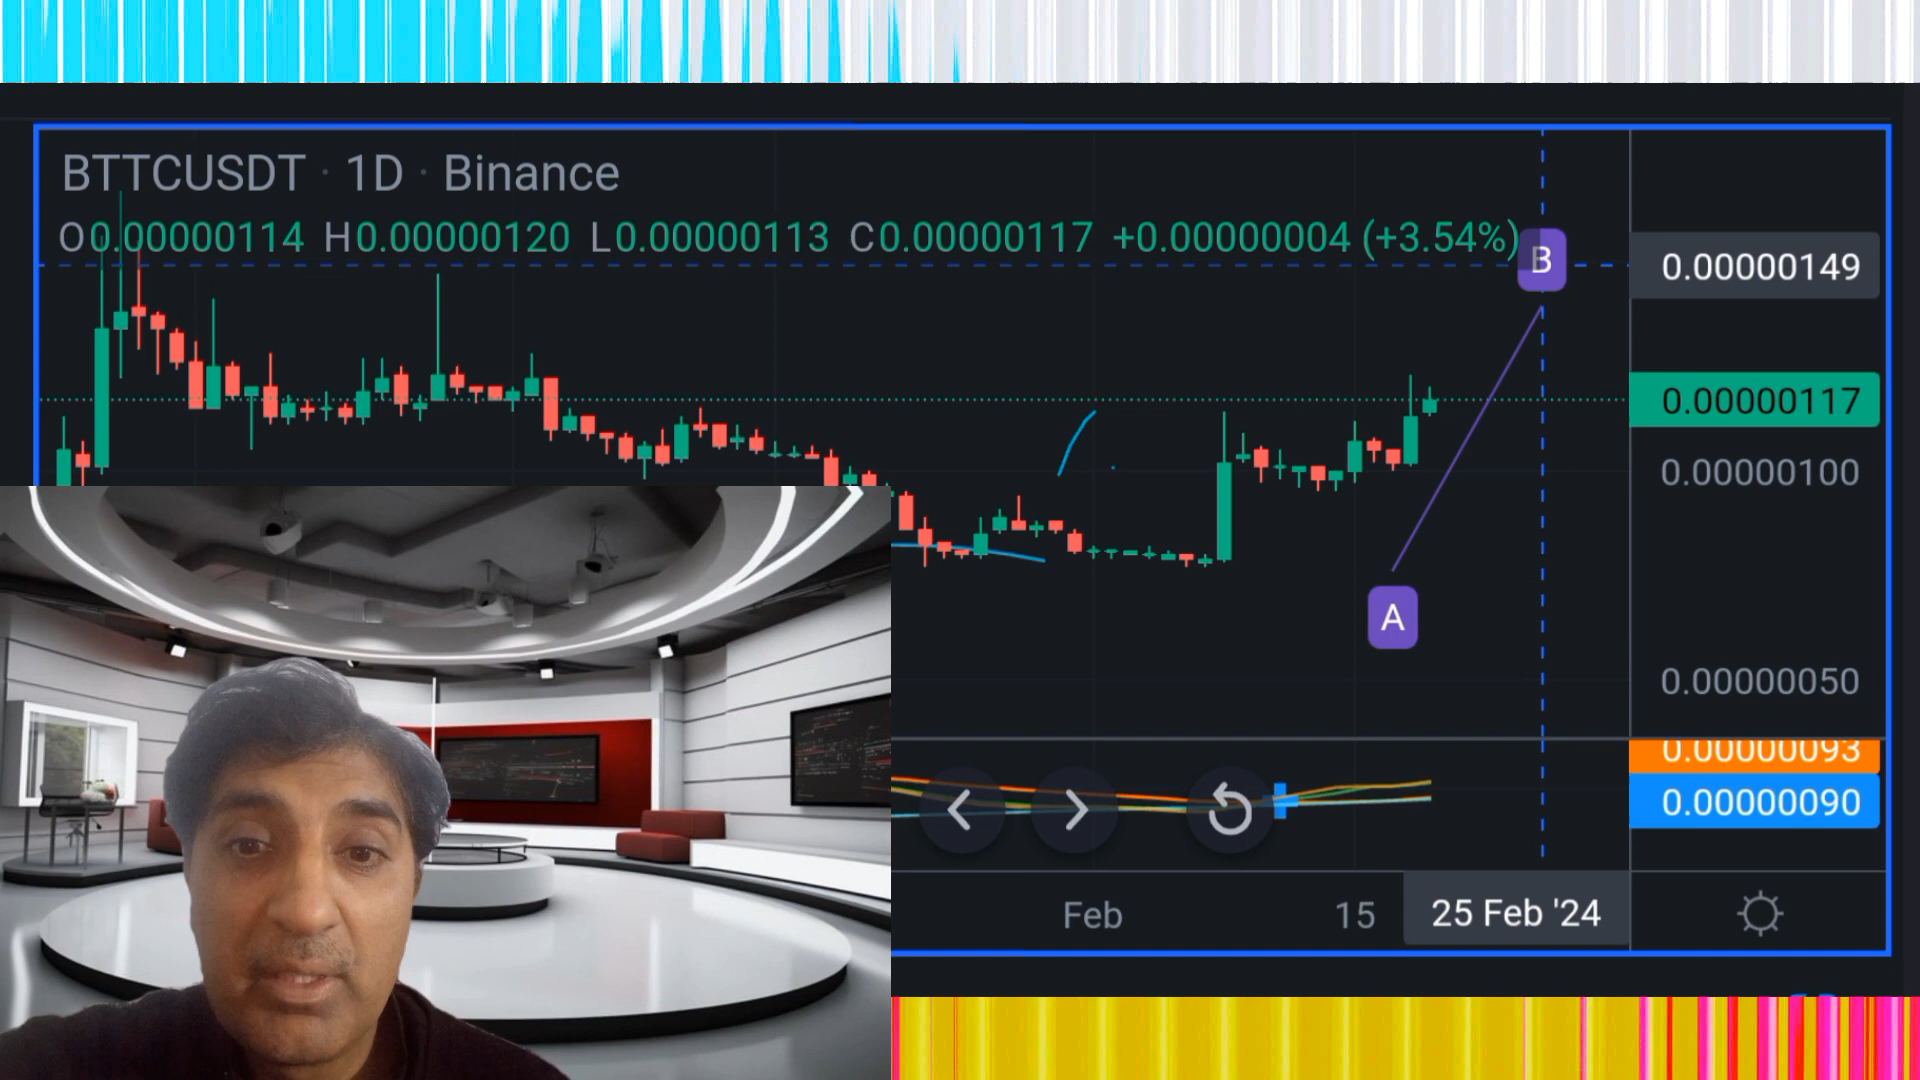 BTTCUSDT · 1D · Binance
O0.00000114 H0.00000120 L0.00000113 C0.00000117 +0.00000004 (+3.54%)
B
0.00000149
0.00000117
0.00000100
A
0.00000050
0.00000093
0.00000090
Feb
15
25 Feb '24